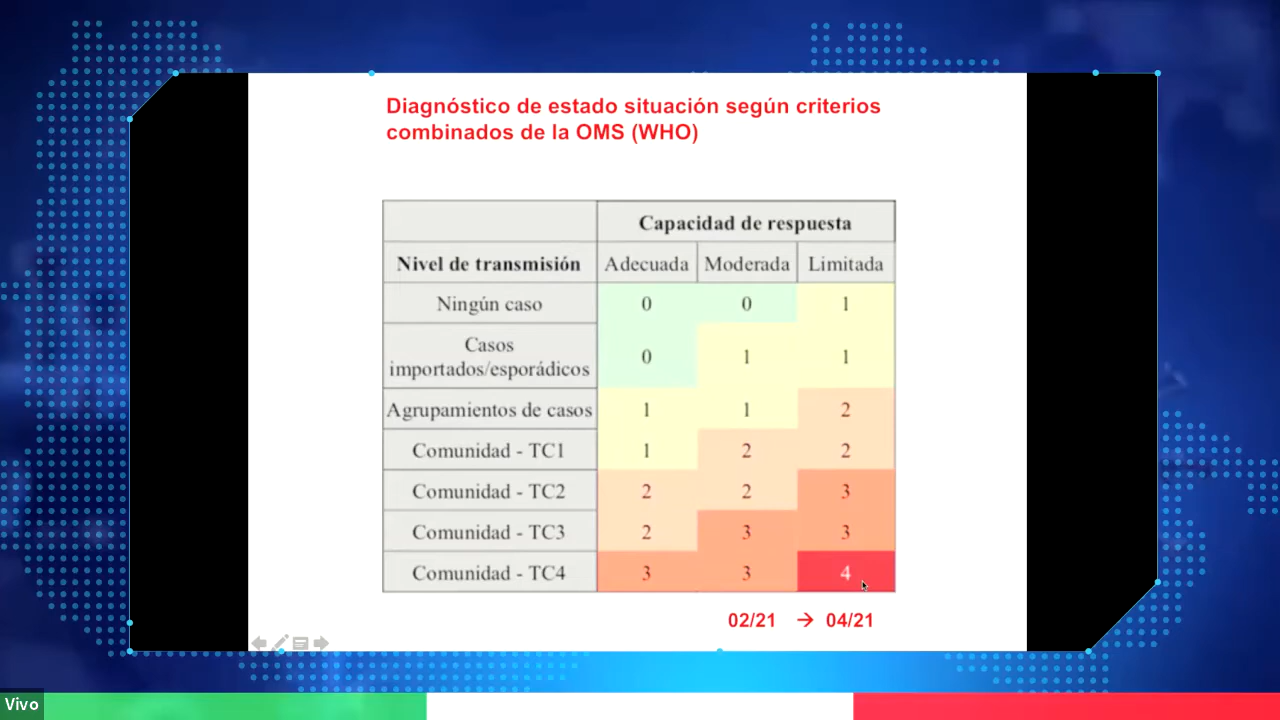 Diagnóstico de estado situación según criterios
combinados de la OMS (WHO)
Capacidad de respuesta
Nivel de transmisión Adecuada Moderada Limitada
Ningún caso 0 0 1
Casos
importados/esporádicos 0 1 1
Agrupamientos de casos 1 1 2
Comunidad - TC1 1 2 2
Comunidad - TC2 2 2 3
Comunidad - TC3 2 3 3
Comunidad - TC4 3 3 4
02/21 → 04/21
Vivo